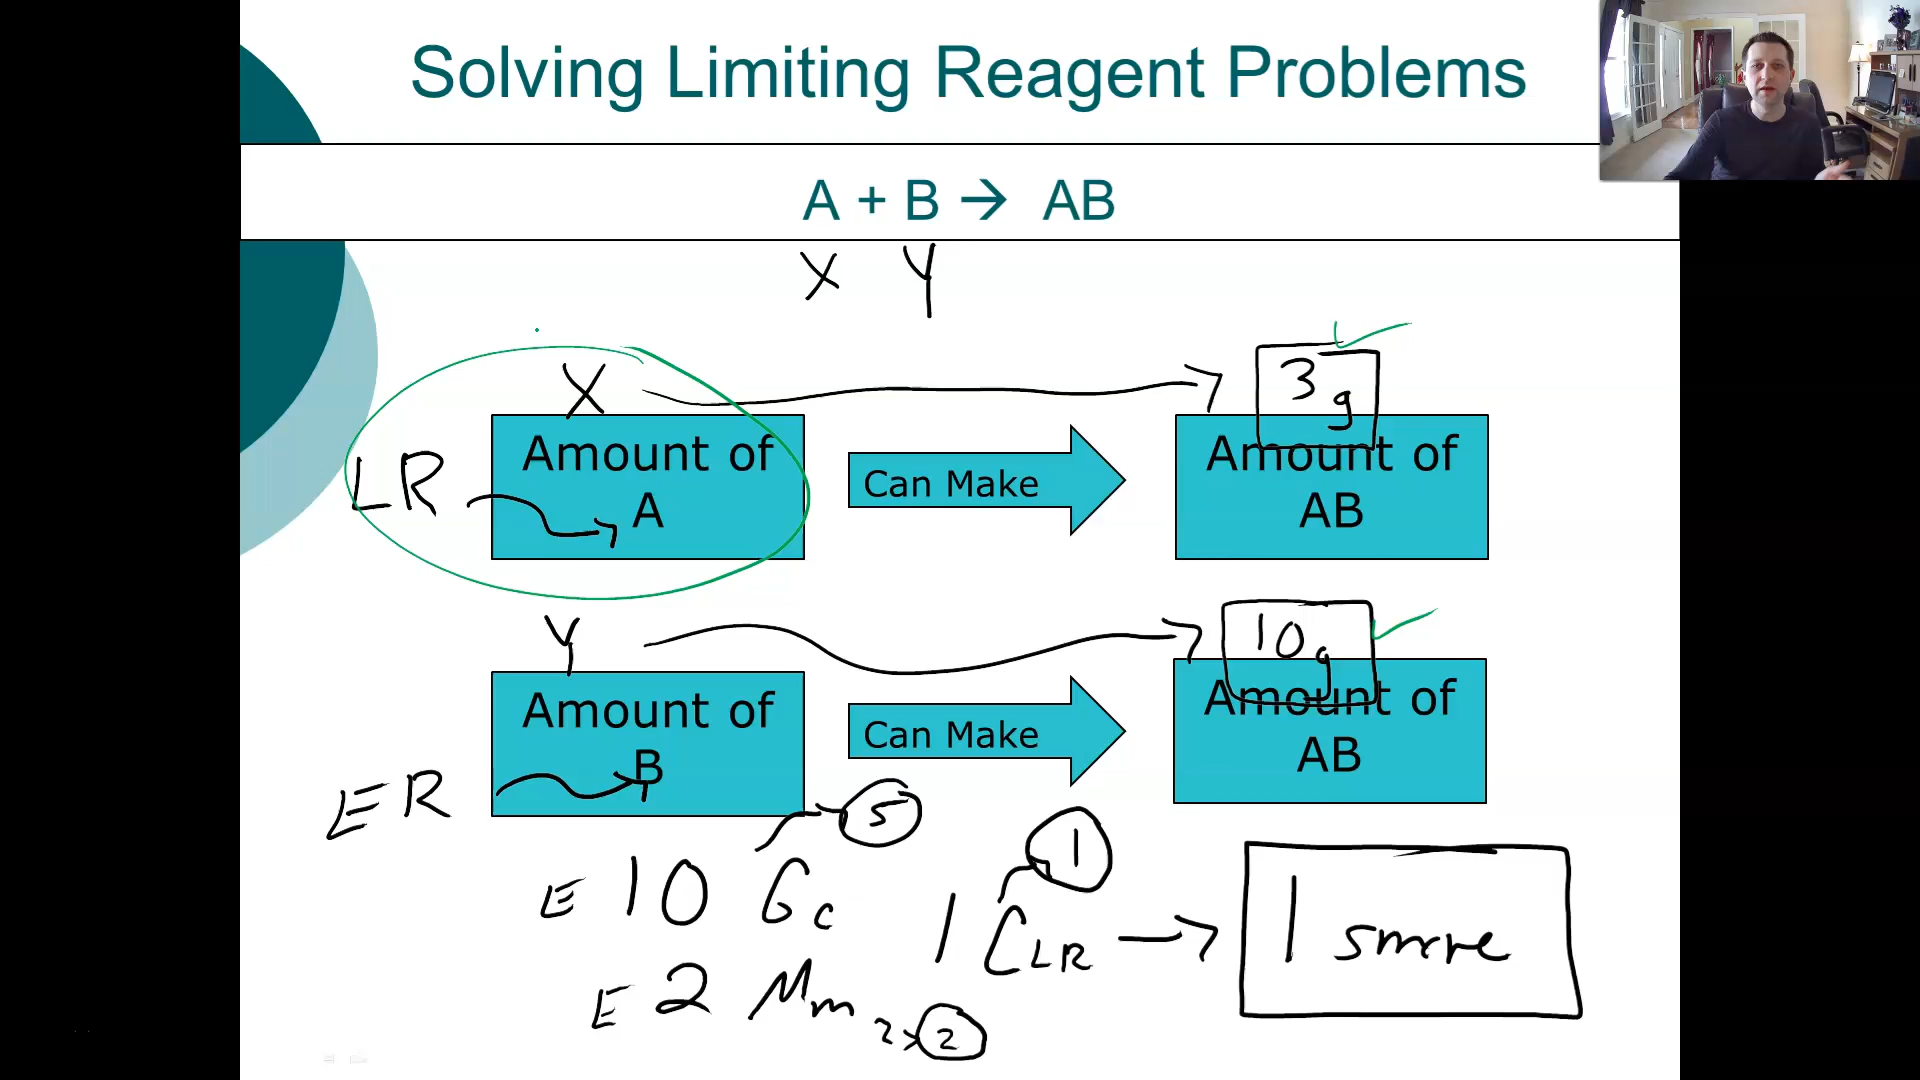 Solving Limiting Reagent Problems
A + B → AB
X Y
X
3g
Amount of
A
LR
Can Make
Amount of
AB
Y
10g
Amount of
B
ER
Can Make
Amount of
AB
5
1
E 10 Gc
1 C LR → 1 smore
E 2 Mm
2